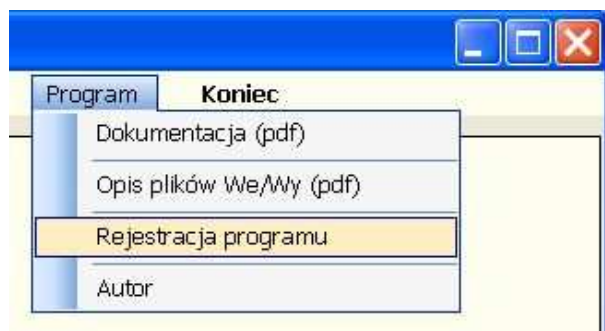 Program Koniec
Dokumentacja (pdf)
Opis plików We/Wy (pdf)
Rejestracja programu
Autor